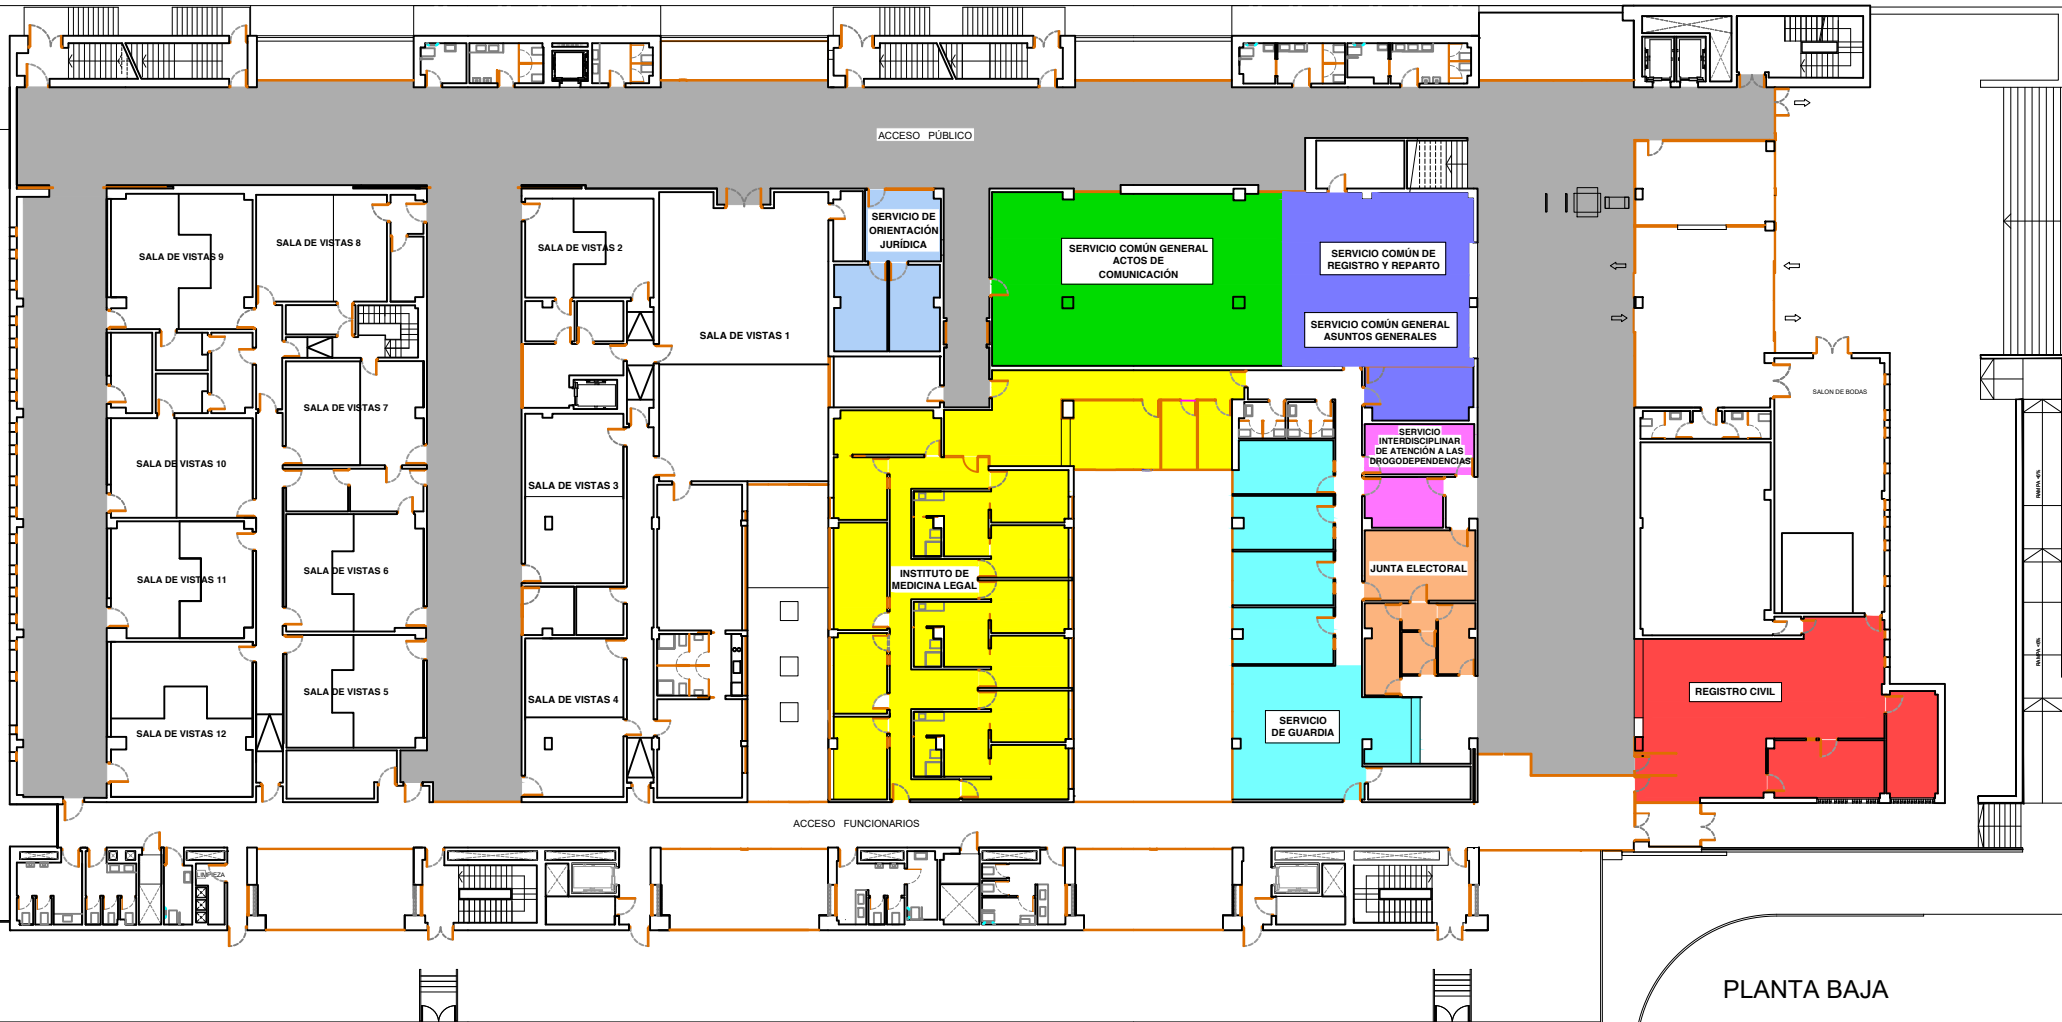 ACCESO PÚBLICO
SALA DE VISTAS 9
SALA DE VISTAS 8
SALA DE VISTAS 2
SERVICIO DE
ORIENTACIÓN
JURÍDICA
SERVICIO COMÚN GENERAL
ACTOS DE
COMUNICACIÓN
SERVICIO COMÚN DE
REGISTRO Y REPARTO
SERVICIO COMÚN GENERAL
ASUNTOS GENERALES
SALA DE VISTAS 1
SALA DE VISTAS 7
SALON DE BODAS
SERVICIO
INTERDISCIPLINAR
DE ATENCIÓN A LAS
DROGODEPENDENCIAS
SALA DE VISTAS 10
SALA DE VISTAS 3
RAMPA <6%
SALA DE VISTAS 11
SALA DE VISTAS 6
INSTITUTO DE
MEDICINA LEGAL
JUNTA ELECTORAL
RAMPA <6%
SALA DE VISTAS 5
SALA DE VISTAS 4
REGISTRO CIVIL
SALA DE VISTAS 12
SERVICIO
DE GUARDIA
ACCESO FUNCIONARIOS
LIMPIEZA
PLANTA BAJA